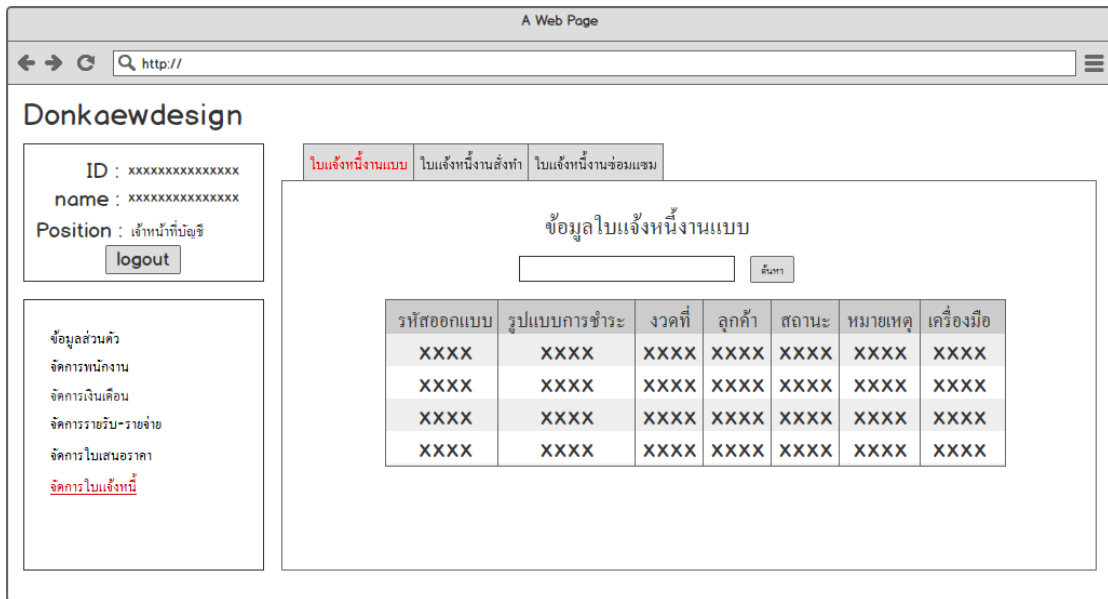 A Web Page
http://
Donkaewdesign
ID : xxxxxxxxxxxxxxx
name : xxxxxxxxxxxxxxx
Position : เจ้าหน้าที่บัญชี
logout
ข้อมูลส่วนตัว
จัดการพนักงาน
จัดการเงินเดือน
จัดการรายรับ-รายจ่าย
จัดการใบเสนอราคา
จัดการใบแจ้งหนี้
ใบแจ้งหนี้งานแบบ ใบแจ้งหนี้งานสั่งทำ ใบแจ้งหนี้งานซ่อมแซม
ข้อมูลใบแจ้งหนี้งานแบบ
ค้นหา
รหัสออกแบบ รูปแบบการชำระ งวดที่ ลูกค้า สถานะ หมายเหตุ เครื่องมือ
XXXX XXXX XXXX XXXX XXXX XXXX XXXX
XXXX XXXX XXXX XXXX XXXX XXXX XXXX
XXXX XXXX XXXX XXXX XXXX XXXX XXXX
XXXX XXXX XXXX XXXX XXXX XXXX XXXX